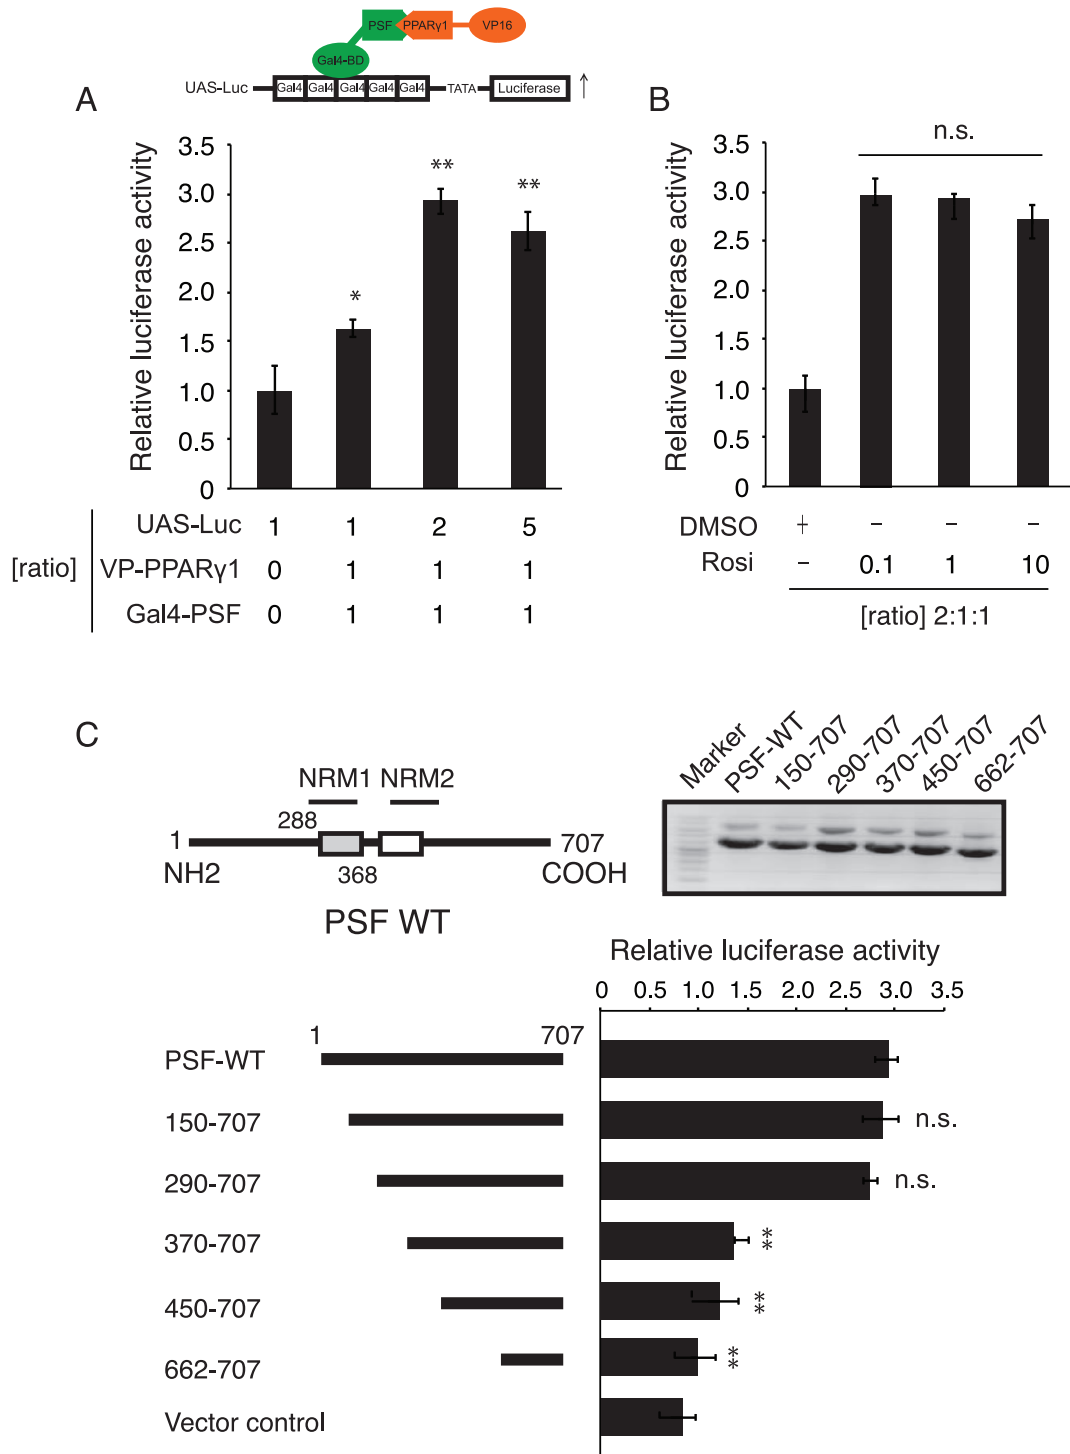 PSF PPARγ1 VP16
Gal4-BD
UAS-Luc Gal4 Gal4 Gal4 Gal4 Gal4 TATA Luciferase ↑
A
Relative luciferase activity
3.5
3.0
2.5
2.0
1.5
1.0
0.5
0
*
**
**
[ratio]
UAS-Luc 1 1 2 5
VP-PPARγ1 0 1 1 1
Gal4-PSF 0 1 1 1
B
Relative luciferase activity
3.5
3.0
2.5
2.0
1.5
1.0
0.5
0
n.s.
DMSO + − − −
Rosi − 0.1 1 10
[ratio] 2:1:1
C
NRM1 NRM2
288
1 707
NH2 368 COOH
PSF WT
Marker
PSF-WT
150-707
290-707
370-707
450-707
662-707
Relative luciferase activity
0 0.5 1.0 1.5 2.0 2.5 3.0 3.5
1 707
PSF-WT
150-707 n.s.
290-707 n.s.
370-707 **
450-707 **
662-707 **
Vector control